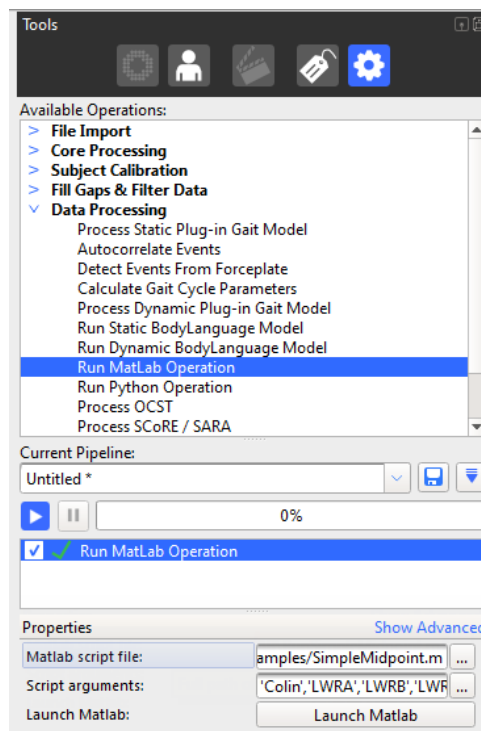 Tools
Available Operations:
> File Import
> Core Processing
> Subject Calibration
> Fill Gaps & Filter Data
Data Processing
Process Static Plug-in Gait Model
Autocorrelate Events
Detect Events From Forceplate
Calculate Gait Cycle Parameters
Process Dynamic Plug-in Gait Model
Run Static BodyLanguage Model
Run Dynamic BodyLanguage Model
Run MatLab Operation
Run Python Operation
Process OCST
Process SCoRE / SARA
Current Pipeline:
Untitled *
0%
Run MatLab Operation
Properties Show Advanced
Matlab script file: amples/SimpleMidpoint.m ...
Script arguments: 'Colin','LWRA','LWRB','LWR ...
Launch Matlab: Launch Matlab